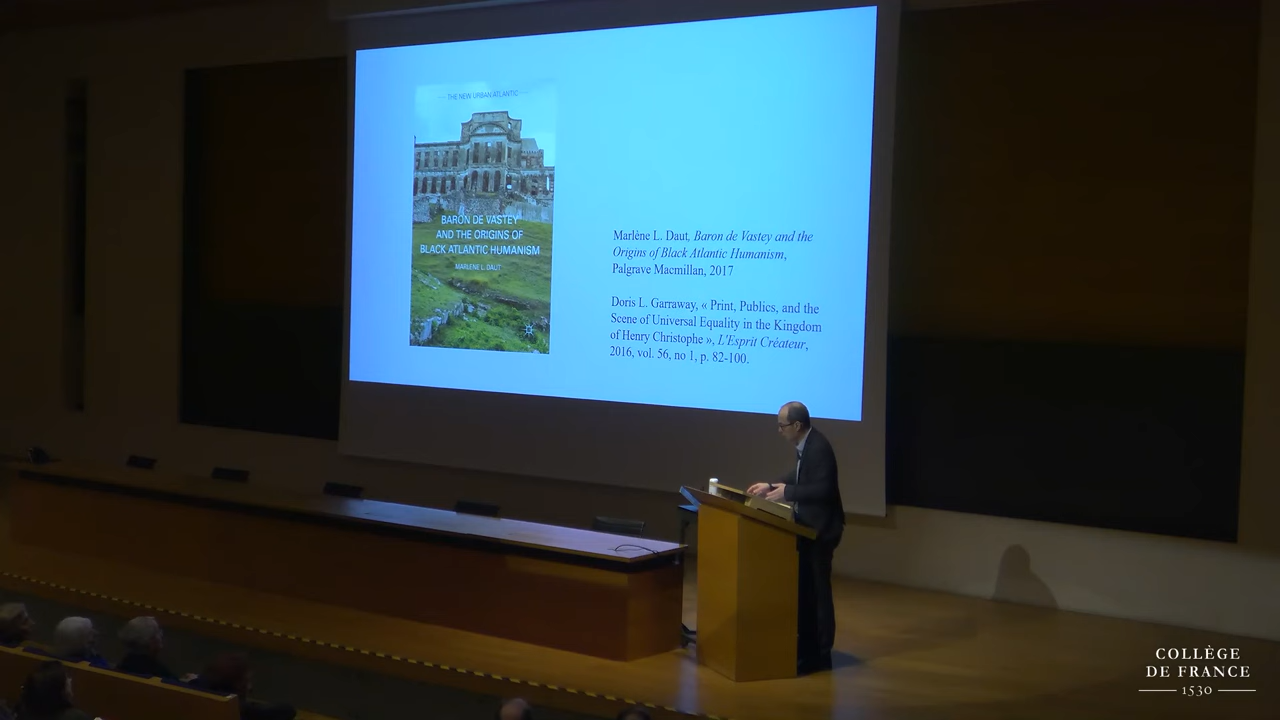 THE NEW URBAN ATLANTIC
BARON DE VASTEY
AND THE ORIGINS OF
BLACK ATLANTIC HUMANISM
MARLENE L. DAUT
Marlène L. Daut, Baron de Vastey and the
Origins of Black Atlantic Humanism,
Palgrave Macmillan, 2017
Doris L. Garraway, « Print, Publics, and the
Scene of Universal Equality in the Kingdom
of Henry Christophe », L'Esprit Créateur,
2016, vol. 56, no 1, p. 82-100.
COLLÈGE
DE FRANCE
1530